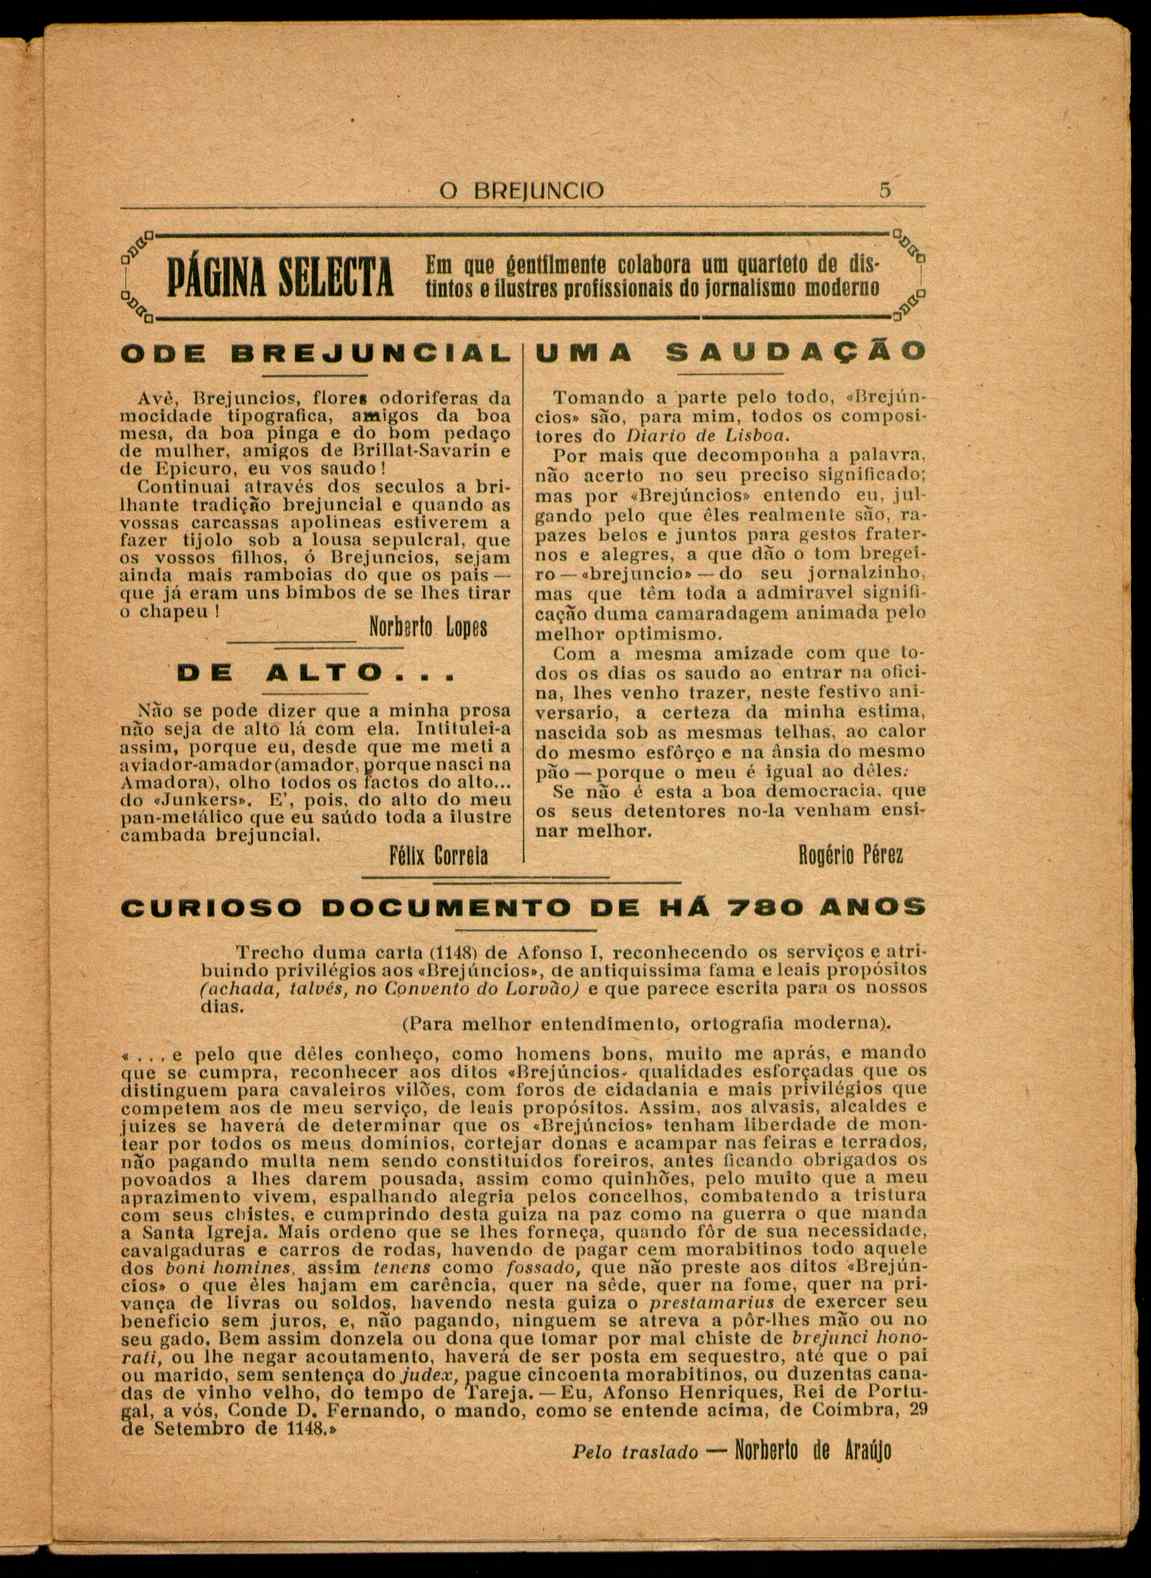 O BREJUNCIO 5
PÁGINA SELECTA
Em que gentilmente colabora um quarteto de dis-
tintos e ilustres profissionais do jornalismo moderno
ODE BREJUNCIAL
Avè, Brejuncios, flores odoriferas da
mocidade tipografica, amigos da boa
mesa, da boa pinga e do bom pedaço
de mulher, amigos de Brillat-Savarin e
de Epicuro, eu vos saudo !
Continuai através dos seculos a bri-
lhante tradição brejuncial e quando as
vossas carcassas apolineas estiverem a
fazer tijolo sob a lousa sepulcral, que
os vossos filhos, ó Brejuncios, sejam
ainda mais ramboias do que os pais —
que já eram uns bimbos de se lhes tirar
o chapeu !
Norberto Lopes
DE ALTO...
Não se pode dizer que a minha prosa
não seja de alto lá com ela. Intitulei-a
assim, porque eu, desde que me meti a
aviador-amador (amador, porque nasci na
Amadora), olho todos os factos do alto...
do «Junkers». E', pois, do alto do meu
pan-metálico que eu saúdo toda a ilustre
cambada brejuncial.
Félix Correia
UMA SAUDAÇÃO
Tomando a parte pelo todo, «Brejún-
cios» são, para mim, todos os composi-
tores do Diario de Lisboa.
Por mais que decomponha a palavra,
não acerto no seu preciso significado;
mas por «Brejúncios» entendo eu, jul-
gando pelo que êles realmente são, ra-
pazes belos e juntos para gestos frater-
nos e alegres, a que dão o tom bregei-
ro — «brejuncio» — do seu jornalzinho,
mas que têm toda a admiravel signifi-
cação duma camaradagem animada pelo
melhor optimismo.
Com a mesma amizade com que to-
dos os dias os saudo ao entrar na ofici-
na, lhes venho trazer, neste festivo ani-
versario, a certeza da minha estima,
nascida sob as mesmas telhas, ao calor
do mesmo esfôrço e na ânsia do mesmo
pão — porque o meu é igual ao dêles.
Se não é esta a boa democracia, que
os seus detentores no-la venham ensi-
nar melhor.
Rogério Pérez
CURIOSO DOCUMENTO DE HÁ 780 ANOS
Trecho duma carta (1148) de Afonso I, reconhecendo os serviços e atri-
buindo privilégios aos «Brejúncios», de antiquissima fama e leais propósitos
(achada, talvés, no Convento do Lorvão) e que parece escrita para os nossos
dias.
(Para melhor entendimento, ortografia moderna).
«...e pelo que dêles conheço, como homens bons, muito me aprás, e mando
que se cumpra, reconhecer aos ditos «Brejúncios- qualidades esforçadas que os
distinguem para cavaleiros vilões, com foros de cidadania e mais privilégios que
competem aos de meu serviço, de leais propósitos. Assim, aos alvasis, alcaldes e
juizes se haverá de determinar que os «Brejúncios» tenham liberdade de mon-
tear por todos os meus domínios, cortejar donas e acampar nas feiras e terrados,
não pagando multa nem sendo constituídos foreiros, antes ficando obrigados os
povoados a lhes darem pousada, assim como quinhões, pelo muito que a meu
aprazimento vivem, espalhando alegria pelos concelhos, combatendo a tristura
com seus chistes, e cumprindo desta guiza na paz como na guerra o que manda
a Santa Igreja. Mais ordeno que se lhes forneça, quando fôr de sua necessidade,
cavalgaduras e carros de rodas, havendo de pagar cem morabitinos todo aquele
dos boni homines, assim tenens como fossado, que não preste aos ditos «Brejún-
cios» o que êles hajam em carência, quer na sêde, quer na fome, quer na pri-
vança de livras ou soldos, havendo nesta guiza o prestamarius de exercer seu
beneficio sem juros, e, não pagando, ninguem se atreva a pôr-lhes mão ou no
seu gado. Bem assim donzela ou dona que tomar por mal chiste de brejunci hono-
rati, ou lhe negar acoutamento, haverá de ser posta em sequestro, até que o pai
ou marido, sem sentença do judex, pague cincoenta morabitinos, ou duzentas cana-
das de vinho velho, do tempo de Tareja. — Eu, Afonso Henriques, Rei de Portu-
gal, a vós, Conde D. Fernando, o mando, como se entende acima, de Coimbra, 29
de Setembro de 1148.»
Pelo traslado — Norberto de Araújo